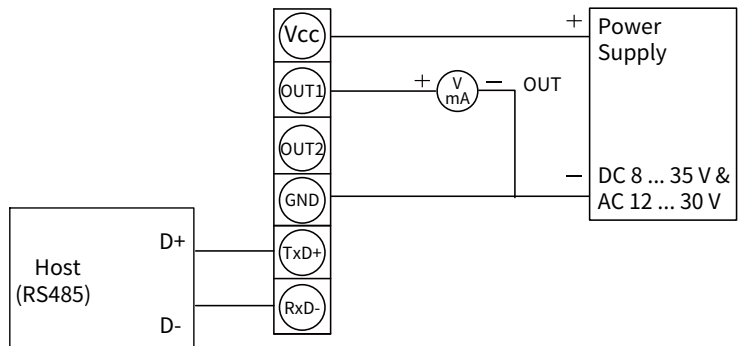 Vcc
+
Power
Supply
OUT1
+
V
mA
−
OUT
OUT2
GND
−
DC 8 ... 35 V &
AC 12 ... 30 V
Host
(RS485)
D+
TxD+
D-
RxD-